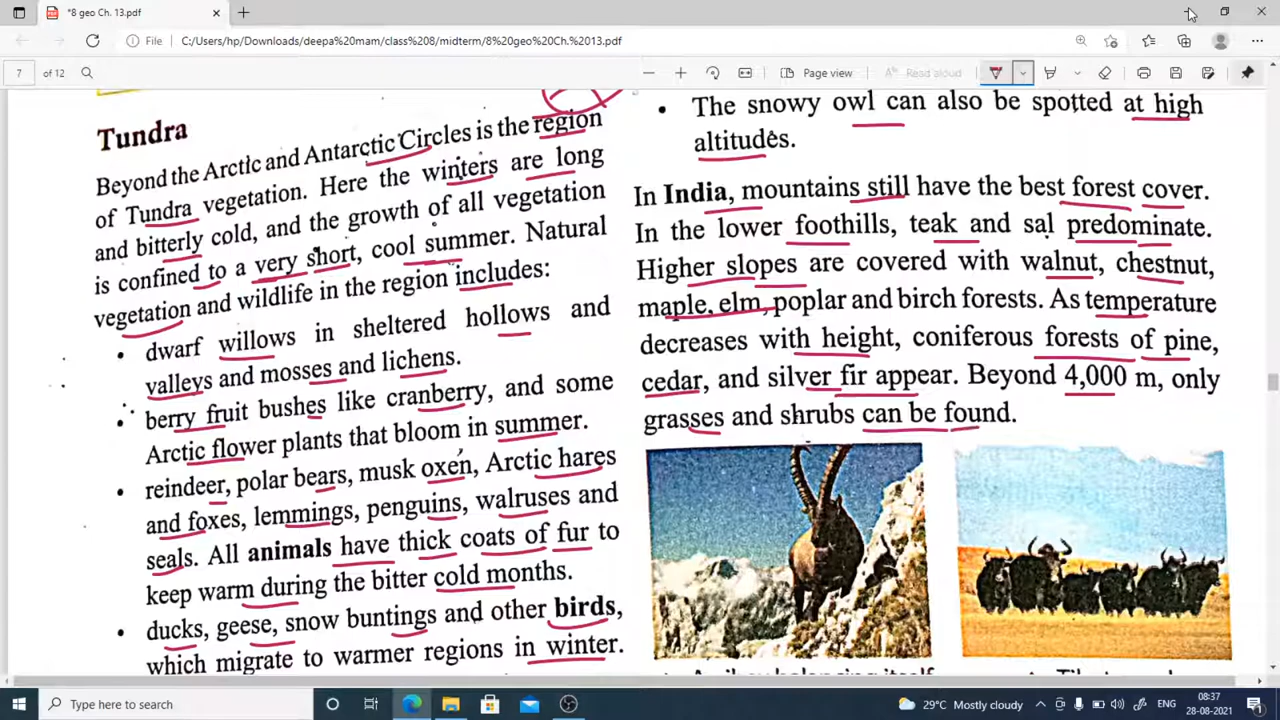 *8 geo Ch. 13.pdf
File C:/Users/hp/Downloads/deepa%20mam/class%208/midterm/8%20geo%20Ch.%2013.pdf
7 of 12 Page view Read aloud
Tundra
Beyond the Arctic and Antarctic Circles is the region
of Tundra vegetation. Here the winters are long
and bitterly cold, and the growth of all vegetation
is confined to a very short, cool summer. Natural
vegetation and wildlife in the region includes:
• dwarf willows in sheltered hollows and
valleys and mosses and lichens.
• berry fruit bushes like cranberry, and some
Arctic flower plants that bloom in summer.
• reindeer, polar bears, musk oxen, Arctic hares
and foxes, lemmings, penguins, walruses and
seals. All animals have thick coats of fur to
keep warm during the bitter cold months.
• ducks, geese, snow buntings and other birds,
which migrate to warmer regions in winter.
• The snowy owl can also be spotted at high
altitudes.
In India, mountains still have the best forest cover.
In the lower foothills, teak and sal predominate.
Higher slopes are covered with walnut, chestnut,
maple, elm, poplar and birch forests. As temperature
decreases with height, coniferous forests of pine,
cedar, and silver fir appear. Beyond 4,000 m, only
grasses and shrubs can be found.
Type here to search
29°C Mostly cloudy
ENG
08:37
28-08-2021